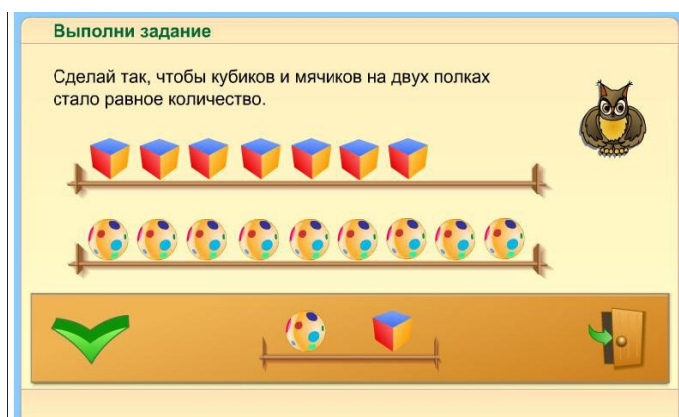 Выполни задание
Сделай так, чтобы кубиков и мячиков на двух полках
стало равное количество.